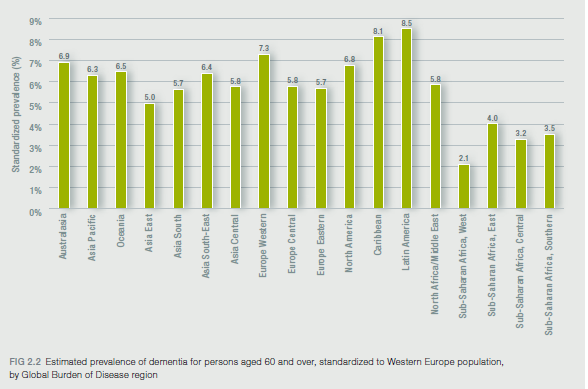 Standardized prevalence (%)
9%
8%
7%
6%
5%
4%
3%
2%
1%
0%
6.9
6.3
6.5
5.0
5.7
6.4
5.8
7.3
5.8
5.7
6.8
8.1
8.5
5.8
2.1
4.0
3.2
3.5
Australasia
Asia Pacific
Oceania
Asia East
Asia South
Asia South-East
Asia Central
Europe Western
Europe Central
Europe Eastern
North America
Caribbean
Latin America
North Africa/Middle East
Sub-Saharan Africa, West
Sub-Saharan Africa, East
Sub-Saharan Africa, Central
Sub-Saharan Africa, Southern
FIG 2.2 Estimated prevalence of dementia for persons aged 60 and over, standardized to Western Europe population,
by Global Burden of Disease region